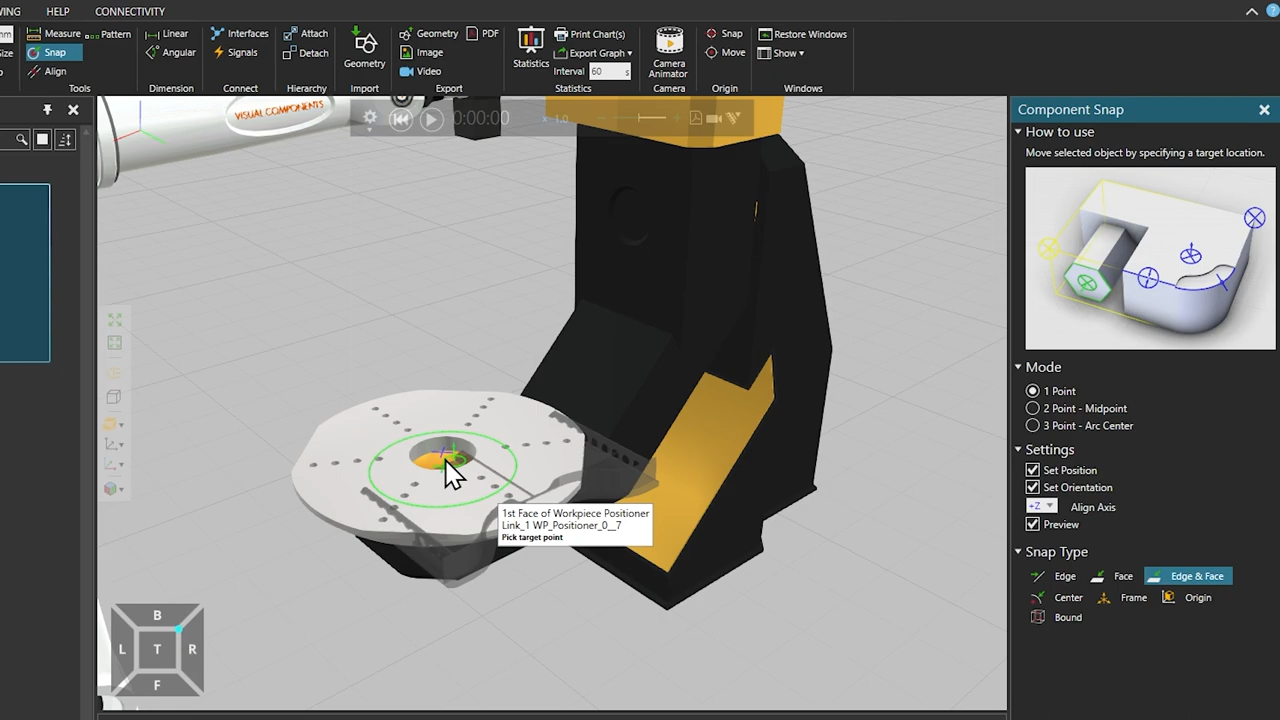 WING HELP CONNECTIVITY
mm Measure Pattern Linear Interfaces Attach Geometry PDF Print Chart(s) Snap Restore Windows
Size Snap Angular Signals Detach Geometry Image Statistics Export Graph Camera Animator Move Show
Align Video Interval 60 s
Tools Dimension Connect Hierarchy Import Export Statistics Camera Origin Windows
VISUAL COMPONENTS
0:00:00 x 1.0
Component Snap
How to use
Move selected object by specifying a target location.
Mode
1 Point
2 Point - Midpoint
3 Point - Arc Center
Settings
Set Position
Set Orientation
+Z Align Axis
Preview
Snap Type
Edge Face Edge & Face
Center Frame Origin
Bound
1st Face of Workpiece Positioner
Link_1 WP_Positioner_0__7
Pick target point
B
L T R
F